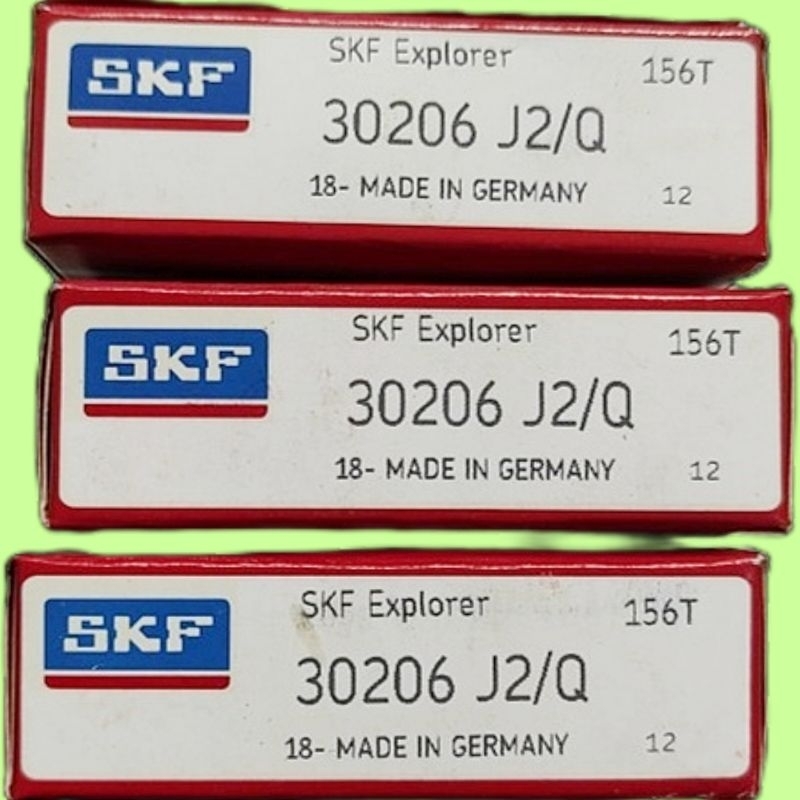 SKF
SKF Explorer 156T
30206 J2/Q
18- MADE IN GERMANY 12
SKF
SKF Explorer 156T
30206 J2/Q
18- MADE IN GERMANY 12
SKF
SKF Explorer 156T
30206 J2/Q
18- MADE IN GERMANY 12